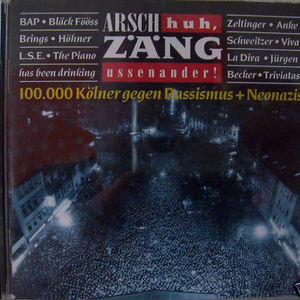 BAP • Bläck Fööss
Brings • Höhner
L.S.E. • The Piano
has been drinking
ARSCH huh,
ZÄNG
ussenander!
Zeltinger • Anke
Schweitzer • Viva
La Diva • Jürgen
Becker • Triviatas
100.000 Kölner gegen Rassismus + Neonazis